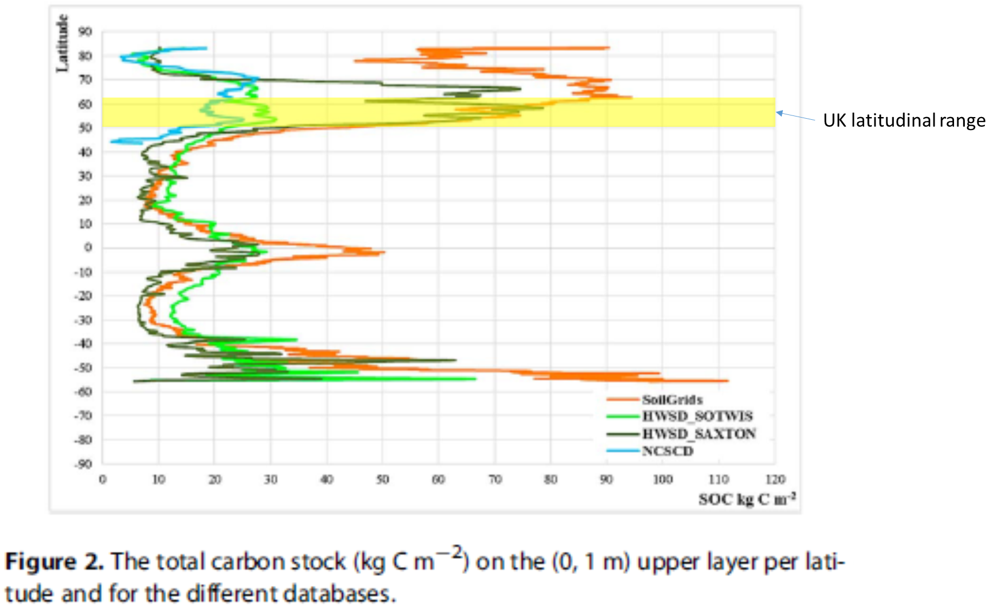 Latitude
90
80
70
60
50
40
30
20
10
0
-10
-20
-30
-40
-50
-60
-70
-80
-90
0 10 20 30 40 50 60 70 80 90 100 110 120
SOC kg C m⁻²
UK latitudinal range
SoilGrids
HWSD_SOTWIS
HWSD_SAXTON
NCSCD
Figure 2. The total carbon stock (kg C m⁻²) on the (0, 1 m) upper layer per lati-
tude and for the different databases.